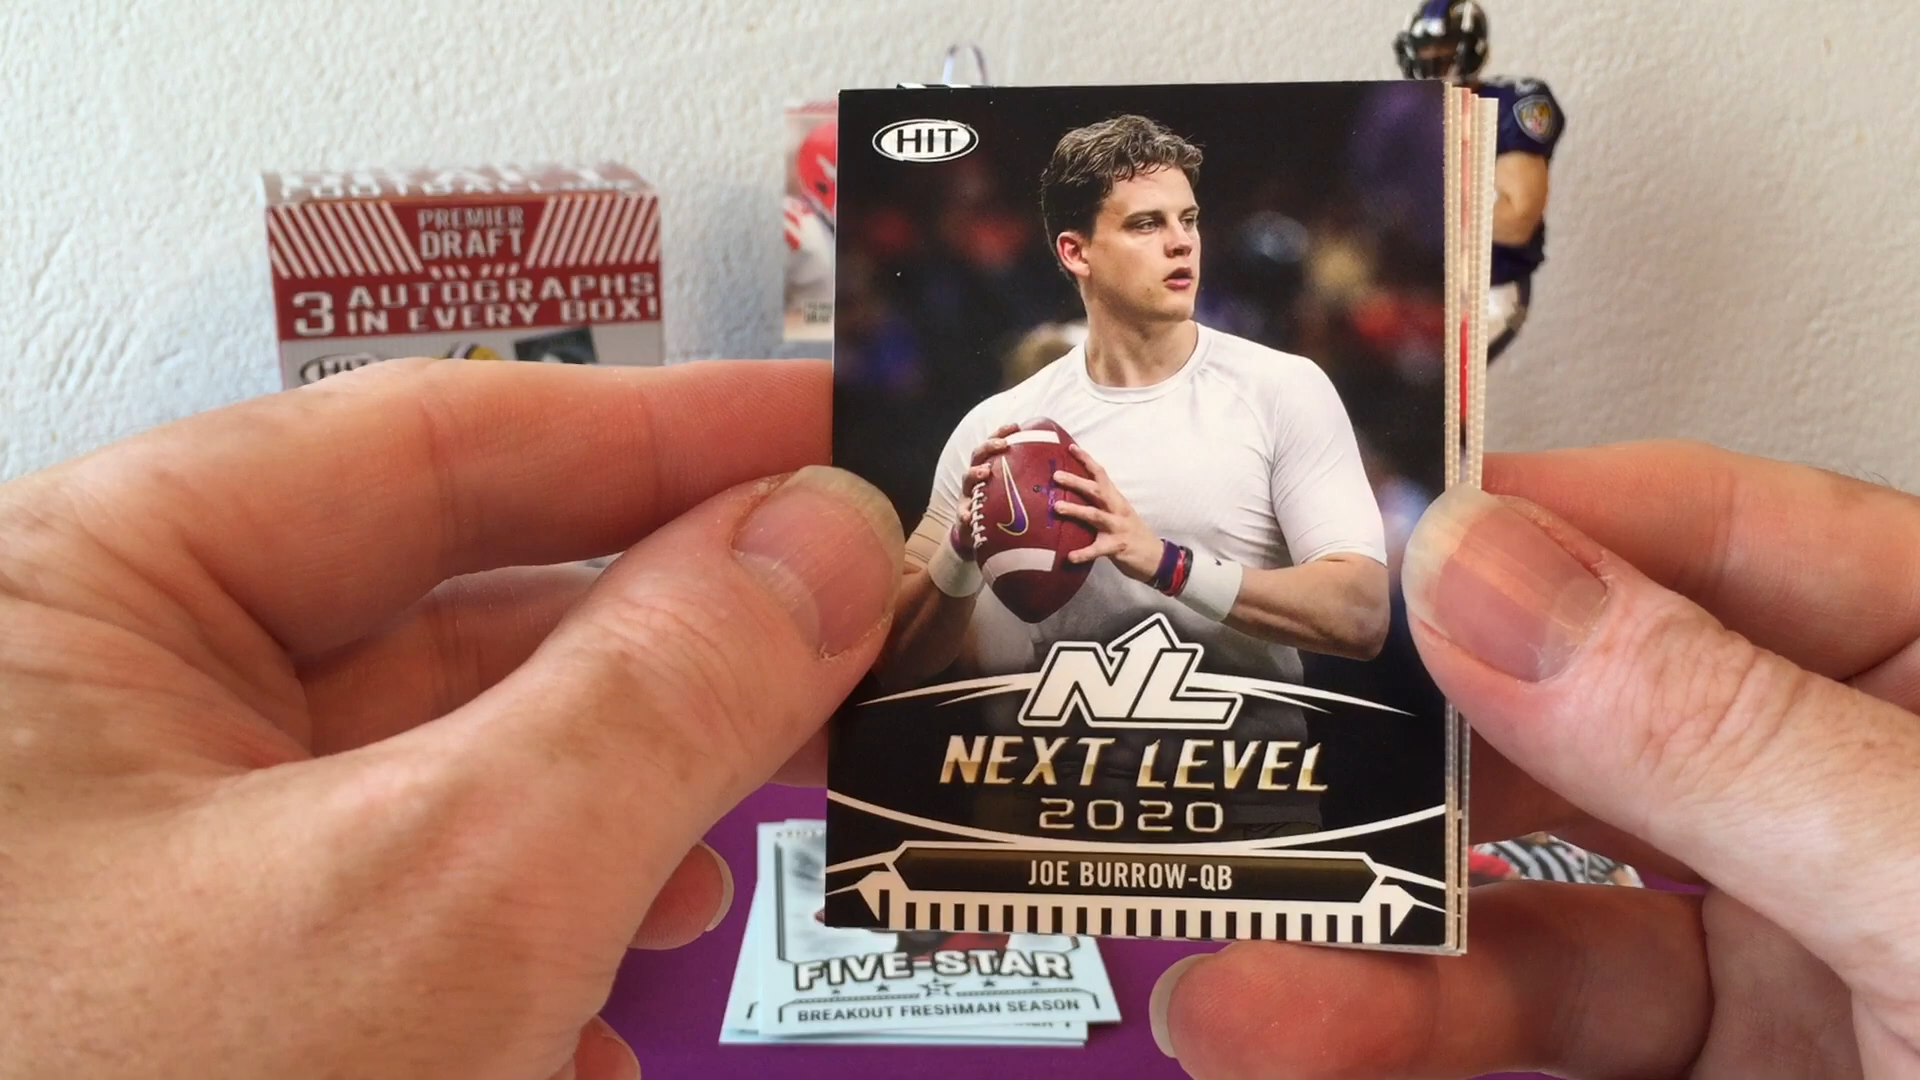 HIT
PREMIER
DRAFT
3 AUTOGRAPHS
IN EVERY BOX!
HIT
NL
NEXT LEVEL
2020
JOE BURROW-QB
FIVE-STAR
BREAKOUT FRESHMAN SEASON